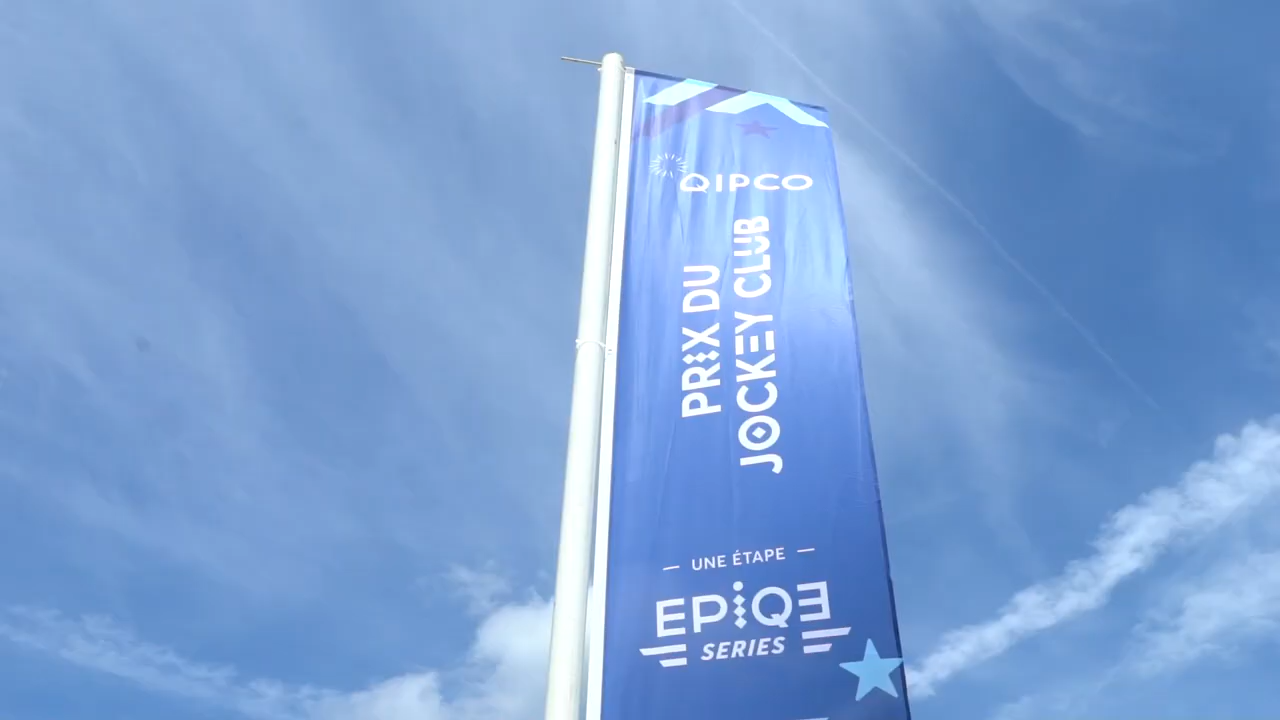 QIPCO
PRIX DU
JOCKEY CLUB
UNE ÉTAPE
EPIQE
SERIES